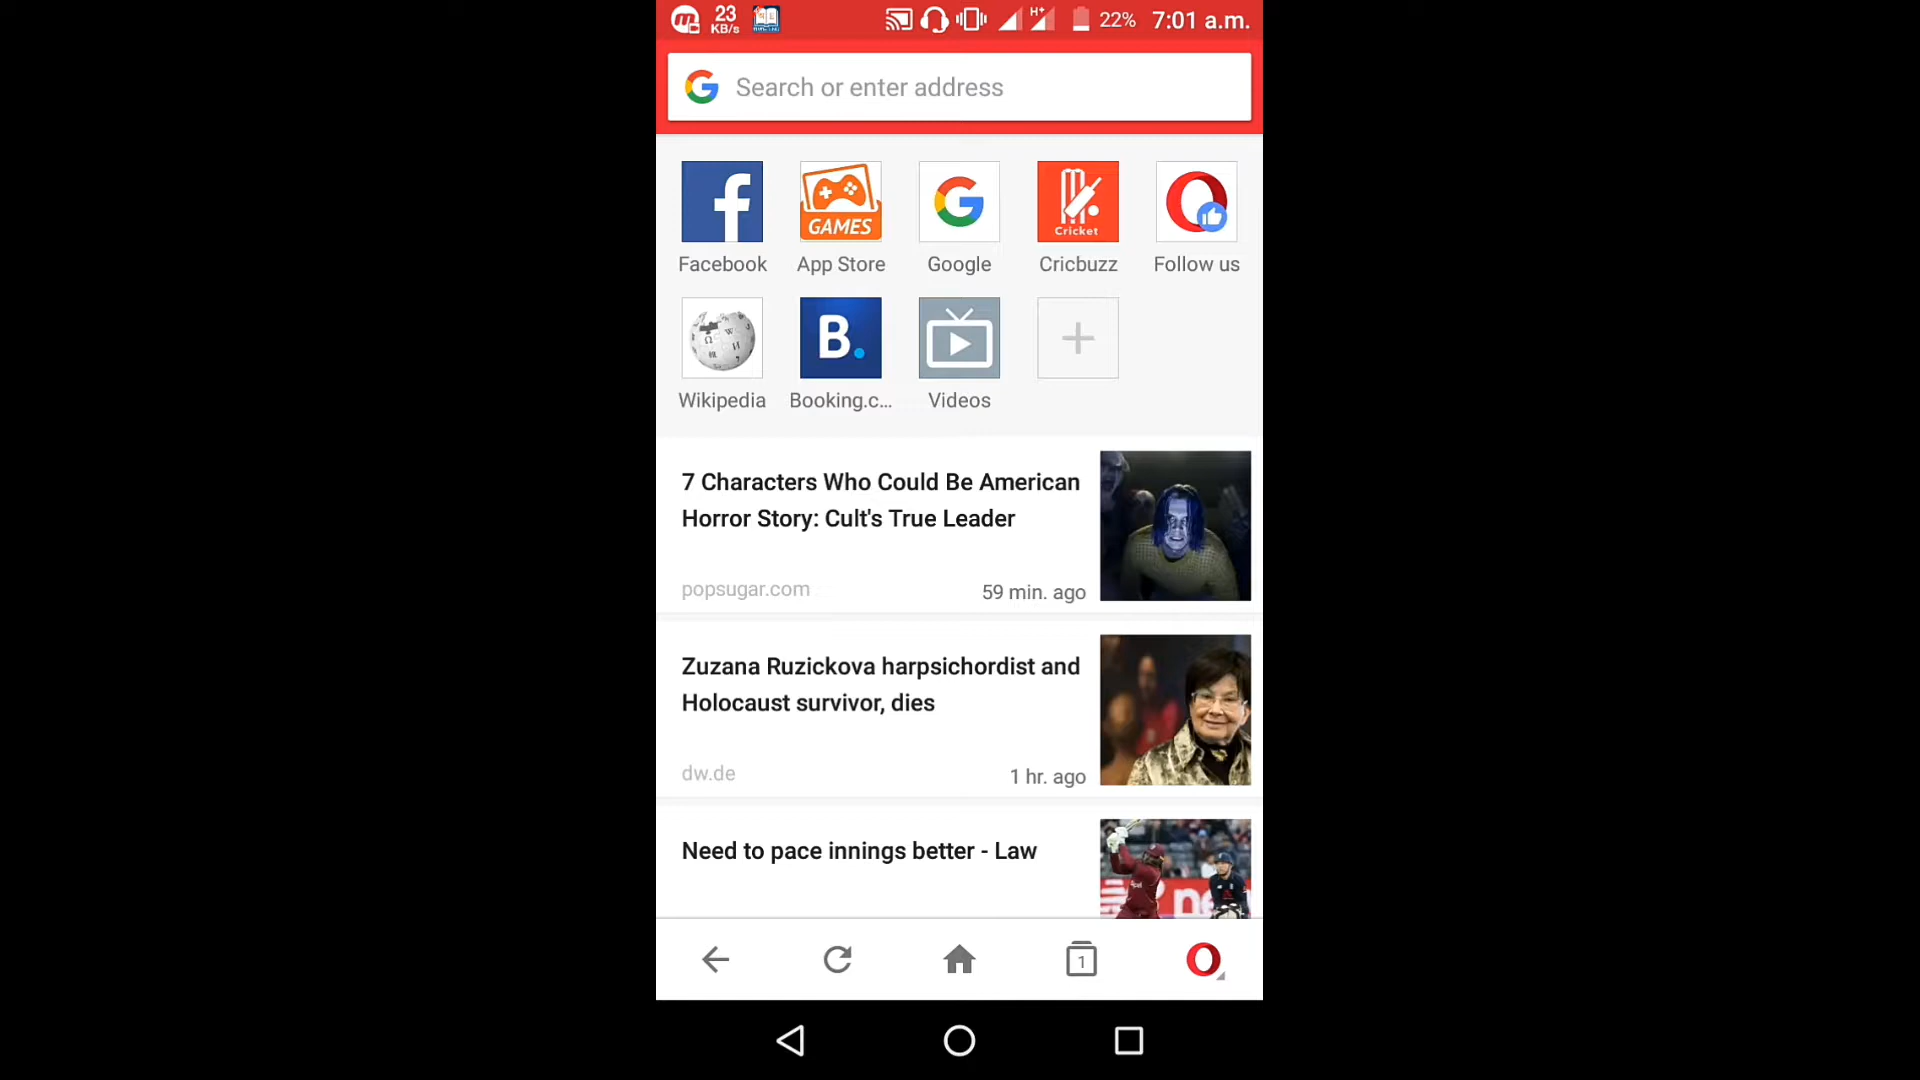 23
KB/s
H+
22%
7:01 a.m.
Search or enter address
GAMES
Cricket
Facebook
App Store
Google
Cricbuzz
Follow us
B.
Wikipedia
Booking.c...
Videos
7 Characters Who Could Be American
Horror Story: Cult's True Leader
popsugar.com
59 min. ago
Zuzana Ruzickova harpsichordist and
Holocaust survivor, dies
dw.de
1 hr. ago
Need to pace innings better - Law
1